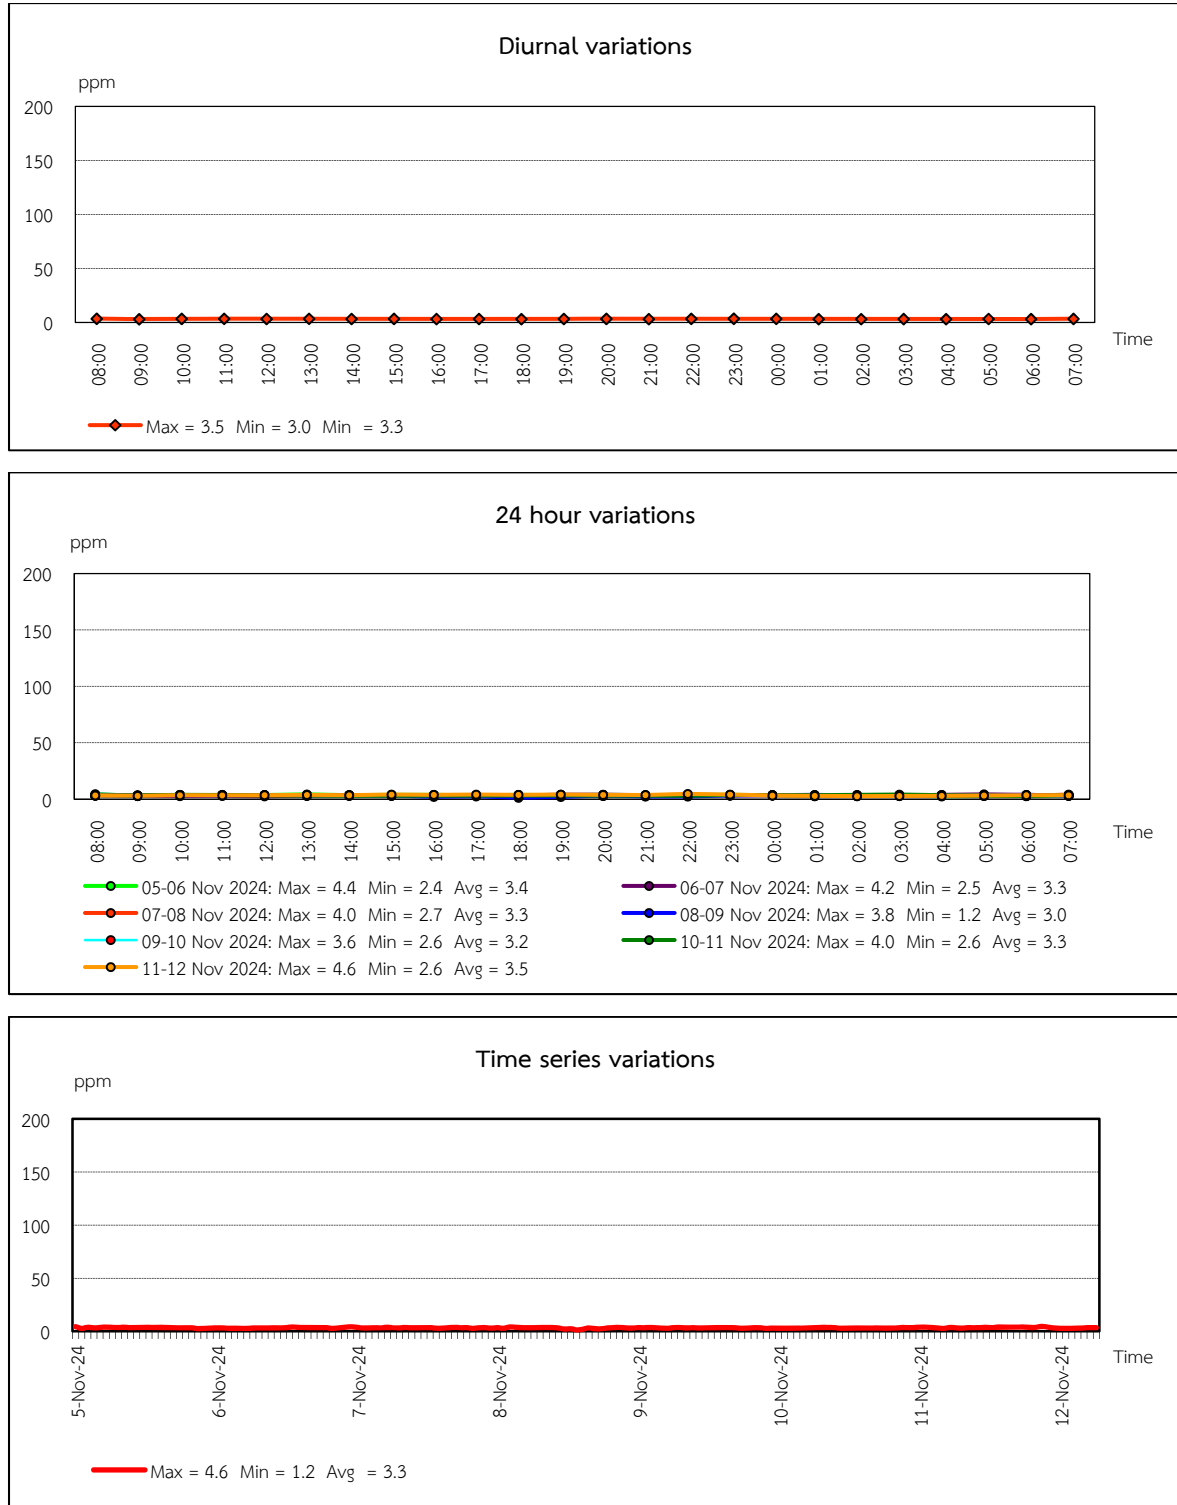 Diurnal variations
ppm
200
150
100
50
0
08:00 09:00 10:00 11:00 12:00 13:00 14:00 15:00 16:00 17:00 18:00 19:00 20:00 21:00 22:00 23:00 00:00 01:00 02:00 03:00 04:00 05:00 06:00 07:00
Time
Max = 3.5 Min = 3.0 Min = 3.3
24 hour variations
ppm
200
150
100
50
0
08:00 09:00 10:00 11:00 12:00 13:00 14:00 15:00 16:00 17:00 18:00 19:00 20:00 21:00 22:00 23:00 00:00 01:00 02:00 03:00 04:00 05:00 06:00 07:00
Time
05-06 Nov 2024: Max = 4.4 Min = 2.4 Avg = 3.4
06-07 Nov 2024: Max = 4.2 Min = 2.5 Avg = 3.3
07-08 Nov 2024: Max = 4.0 Min = 2.7 Avg = 3.3
08-09 Nov 2024: Max = 3.8 Min = 1.2 Avg = 3.0
09-10 Nov 2024: Max = 3.6 Min = 2.6 Avg = 3.2
10-11 Nov 2024: Max = 4.0 Min = 2.6 Avg = 3.3
11-12 Nov 2024: Max = 4.6 Min = 2.6 Avg = 3.5
Time series variations
ppm
200
150
100
50
0
5-Nov-24 6-Nov-24 7-Nov-24 8-Nov-24 9-Nov-24 10-Nov-24 11-Nov-24 12-Nov-24
Time
Max = 4.6 Min = 1.2 Avg = 3.3